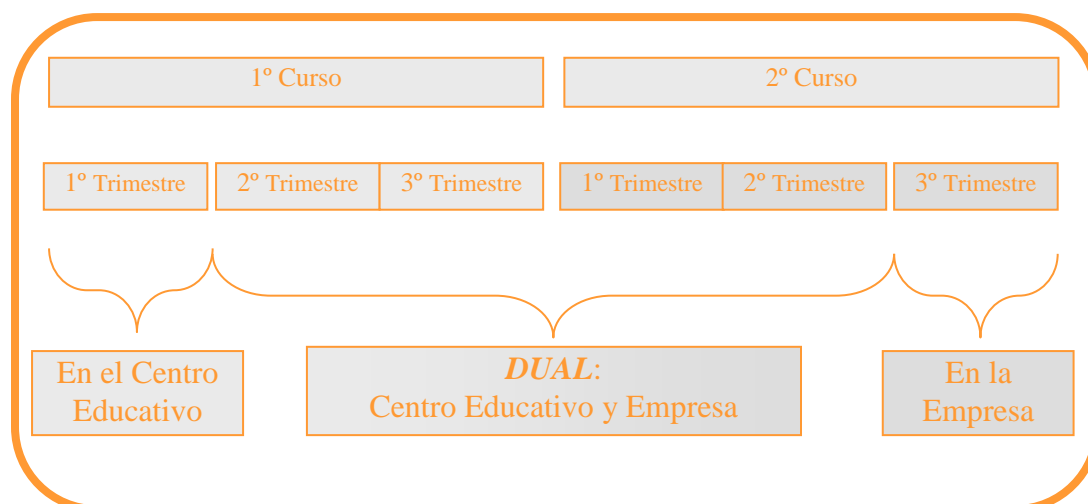 1º Curso
2º Curso
1º Trimestre
2º Trimestre
3º Trimestre
1º Trimestre
2º Trimestre
3º Trimestre
En el Centro
Educativo
DUAL:
Centro Educativo y Empresa
En la
Empresa